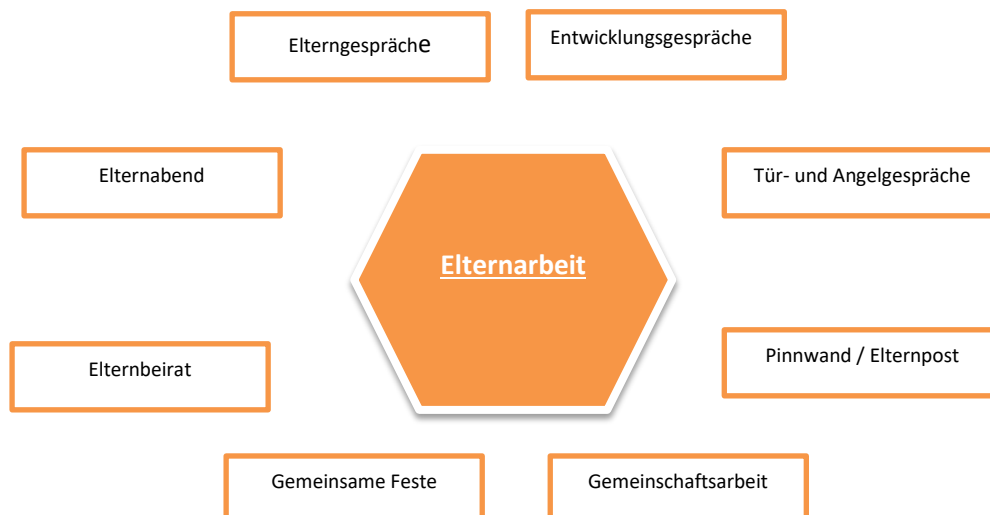 Elterngespräche
Entwicklungsgespräche
Elternabend
Tür- und Angelgespräche
Elternarbeit
Elternbeirat
Pinnwand / Elternpost
Gemeinsame Feste
Gemeinschaftsarbeit